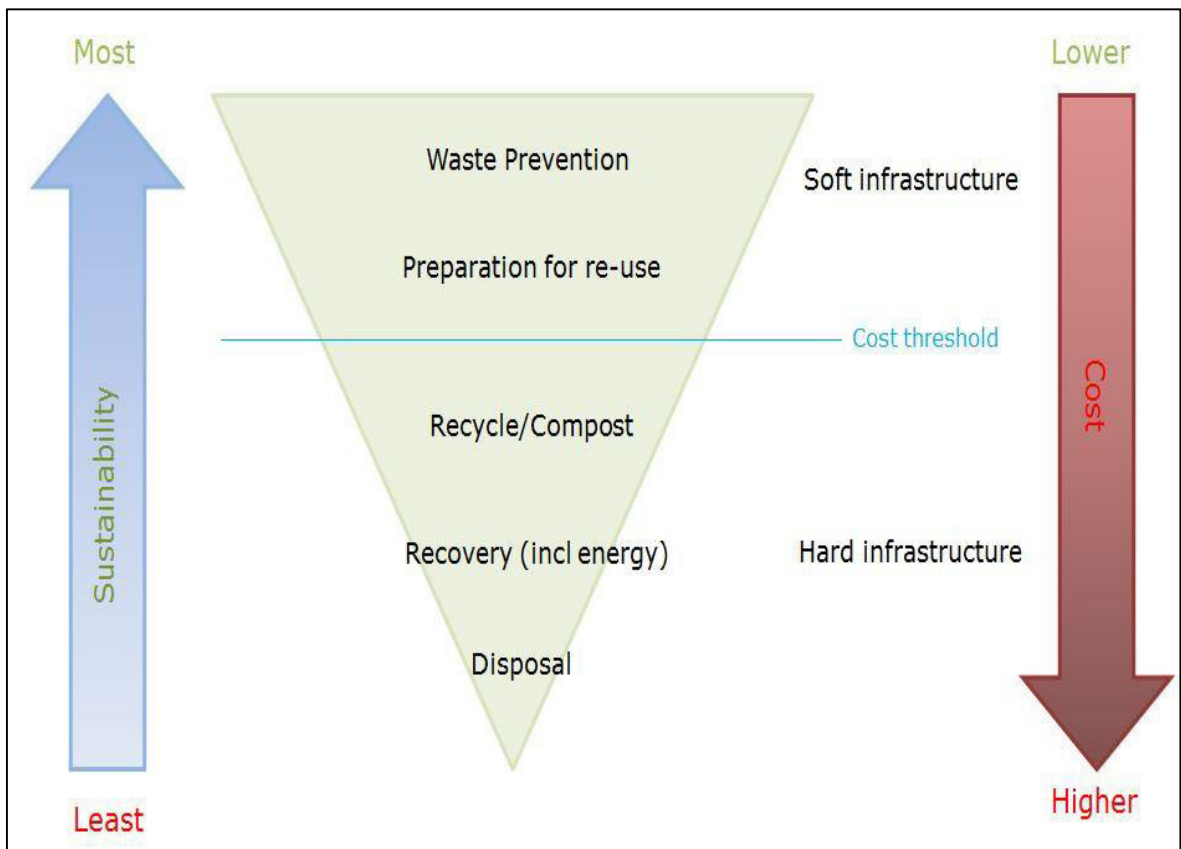 Most
Lower
Waste Prevention
Soft infrastructure
Preparation for re-use
Cost threshold
Sustainability
Cost
Recycle/Compost
Recovery (incl energy)
Hard infrastructure
Disposal
Least
Higher